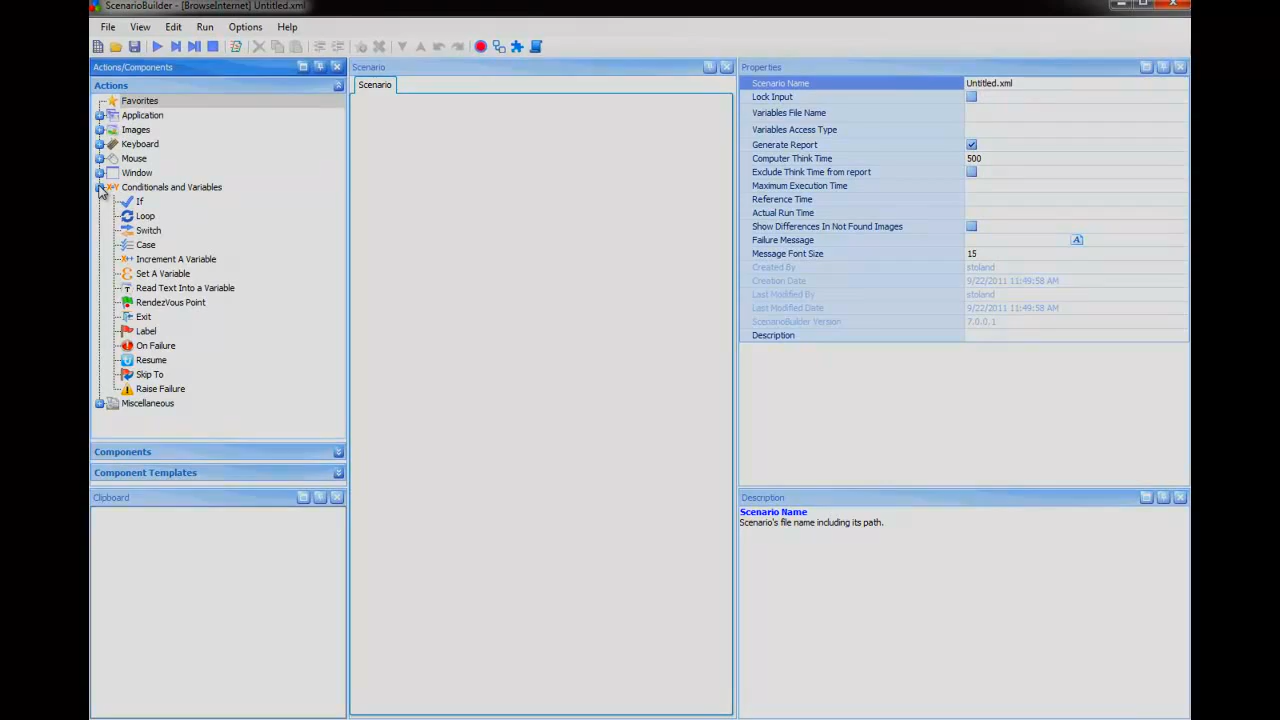 ScenarioBuilder - [BrowseInternet] Untitled.xml
File View Edit Run Options Help
Actions/Components
Actions
Favorites
Application
Images
Keyboard
Mouse
Window
Conditionals and Variables
If
Loop
Switch
Case
Increment A Variable
Set A Variable
Read Text Into a Variable
RendezVous Point
Exit
Label
On Failure
Resume
Skip To
Raise Failure
Miscellaneous
Components
Component Templates
Clipboard
Scenario
Scenario
Properties
Scenario Name Untitled.xml
Lock Input
Variables File Name
Variables Access Type
Generate Report
Computer Think Time 500
Exclude Think Time from report
Maximum Execution Time
Reference Time
Actual Run Time
Show Differences In Not Found Images
Failure Message
Message Font Size 15
Created By stoland
Creation Date 9/22/2011 11:49:58 AM
Last Modified By stoland
Last Modified Date 9/22/2011 11:49:58 AM
ScenarioBuilder Version 7.0.0.1
Description
Description
Scenario Name
Scenario's file name including its path.